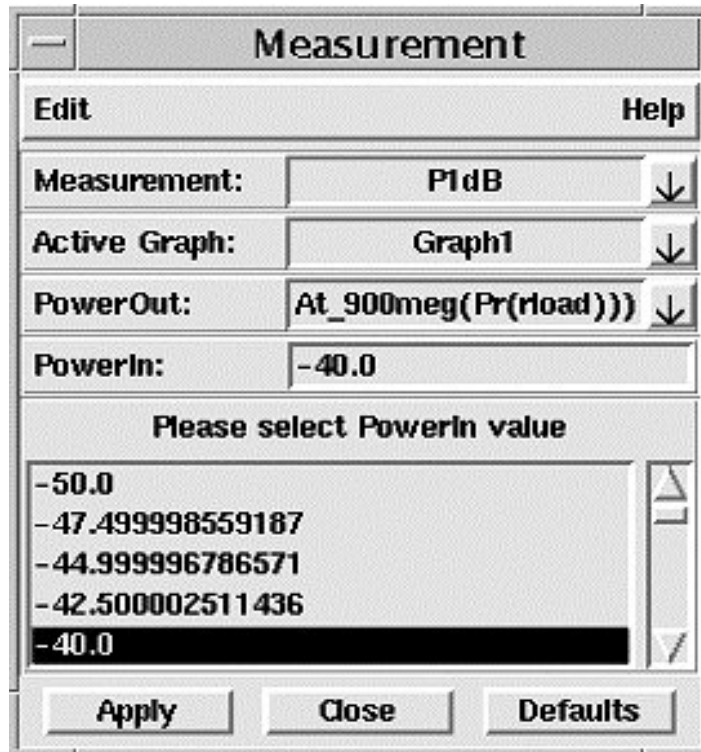 Measurement
Edit Help
Measurement: P1dB
Active Graph: Graph1
PowerOut: At_900meg(Pr(rload)))
PowerIn: -40.0
Please select PowerIn value
-50.0
-47.499998559187
-44.999996786571
-42.500002511436
-40.0
Apply Close Defaults